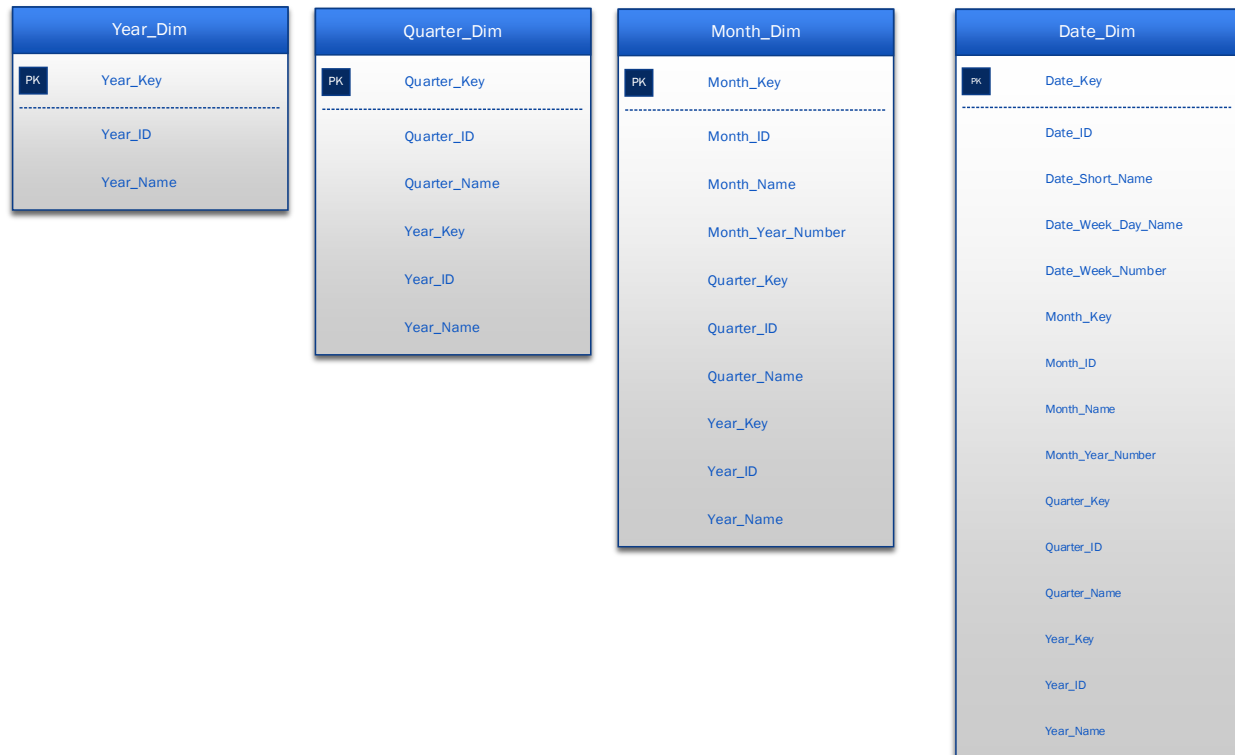 Year_Dim
PK Year_Key
Year_ID
Year_Name
Quarter_Dim
PK Quarter_Key
Quarter_ID
Quarter_Name
Year_Key
Year_ID
Year_Name
Month_Dim
PK Month_Key
Month_ID
Month_Name
Month_Year_Number
Quarter_Key
Quarter_ID
Quarter_Name
Year_Key
Year_ID
Year_Name
Date_Dim
PK Date_Key
Date_ID
Date_Short_Name
Date_Week_Day_Name
Date_Week_Number
Month_Key
Month_ID
Month_Name
Month_Year_Number
Quarter_Key
Quarter_ID
Quarter_Name
Year_Key
Year_ID
Year_Name